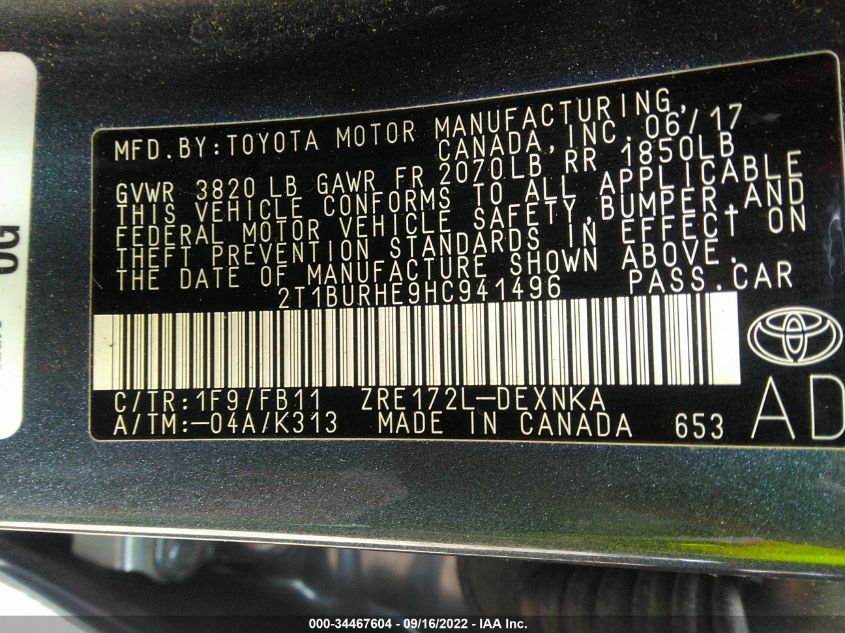 MFD.BY:TOYOTA MOTOR MANUFACTURING,
CANADA,INC. 06/17
GVWR 3820 LB GAWR FR 2070LB RR 1850LB
THIS VEHICLE CONFORMS TO ALL APPLICABLE
FEDERAL MOTOR VEHICLE SAFETY,BUMPER,AND
THEFT PREVENTION STANDARDS IN EFFECT ON
THE DATE OF MANUFACTURE SHOWN ABOVE.
2T1BURHE9HC941496 PASS.CAR
C/TR:1F9/FB11 ZRE172L-DEXNKA
A/TM:-04A/K313 MADE IN CANADA 653
AD
000-34467604 - 09/16/2022 - IAA Inc.